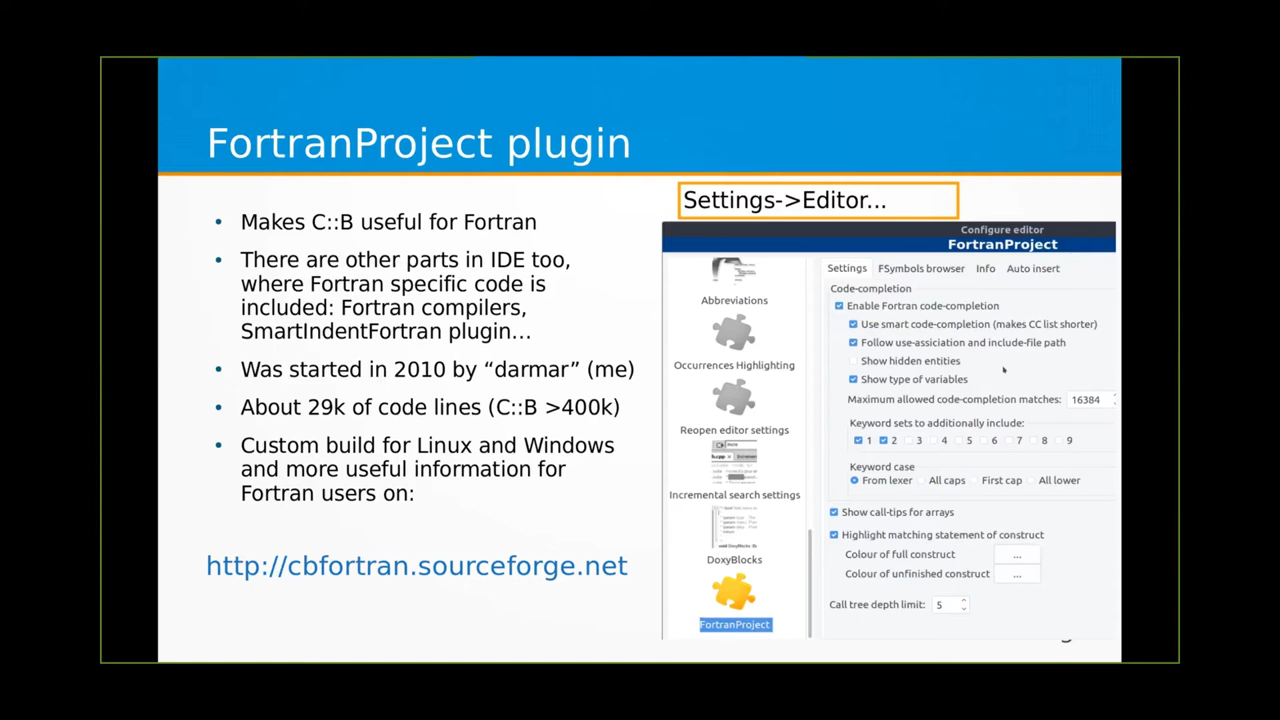 FortranProject plugin
Makes C::B useful for Fortran
There are other parts in IDE too,
where Fortran specific code is
included: Fortran compilers,
SmartIndentFortran plugin...
Was started in 2010 by “darmar” (me)
About 29k of code lines (C::B >400k)
Custom build for Linux and Windows
and more useful information for
Fortran users on:
http://cbfortran.sourceforge.net
Settings->Editor...
Configure editor
FortranProject
Abbreviations
Occurrences Highlighting
Reopen editor settings
Incremental search settings
DoxyBlocks
FortranProject
Settings FSymbols browser Info Auto insert
Code-completion
Enable Fortran code-completion
Use smart code-completion (makes CC list shorter)
Follow use-assiciation and include-file path
Show hidden entities
Show type of variables
Maximum allowed code-completion matches: 16384
Keyword sets to additionally include:
1 2 3 4 5 6 7 8 9
Keyword case
From lexer All caps First cap All lower
Show call-tips for arrays
Highlight matching statement of construct
Colour of full construct ...
Colour of unfinished construct ...
Call tree depth limit: 5